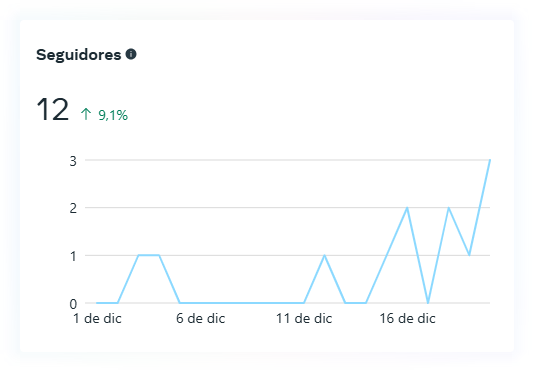 Seguidores
12 ↑ 9,1%
3
2
1
0
1 de dic 6 de dic 11 de dic 16 de dic